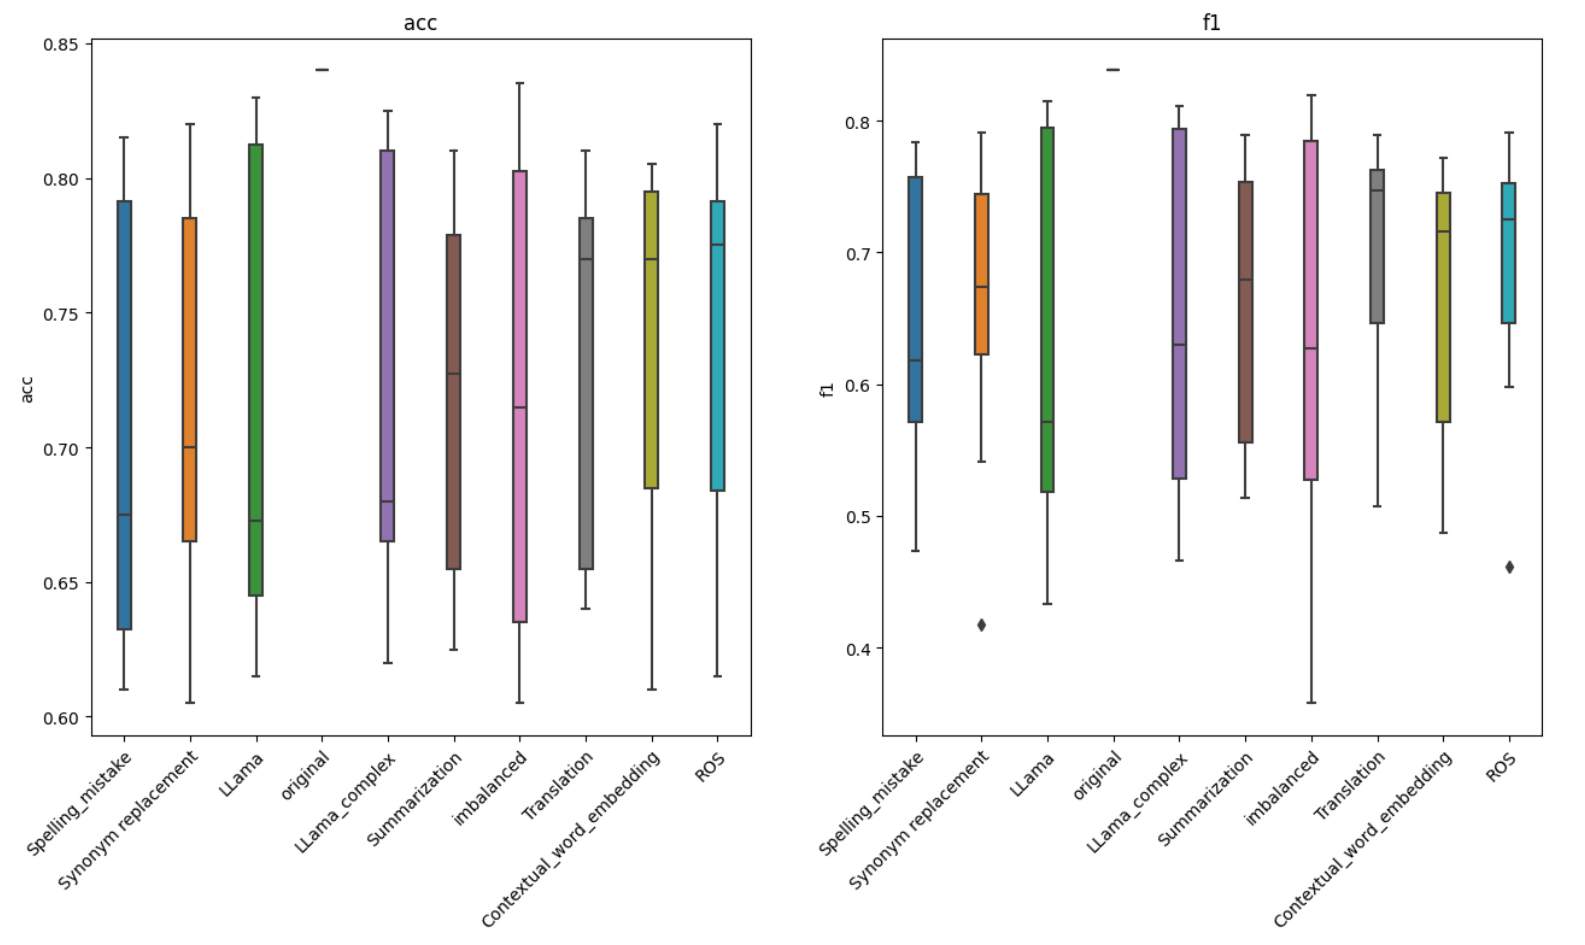 acc
0.85
0.80
0.75
0.70
0.65
0.60
acc
Spelling_mistake
Synonym replacement
LLama
original
LLama_complex
Summarization
imbalanced
Translation
Contextual_word_embedding
ROS
f1
0.8
0.7
0.6
0.5
0.4
f1
Spelling_mistake
Synonym replacement
LLama
original
LLama_complex
Summarization
imbalanced
Translation
Contextual_word_embedding
ROS